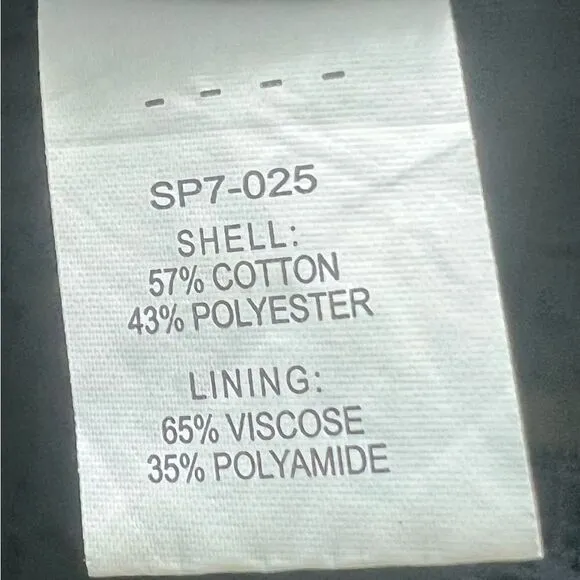 SP7-025
SHELL:
57% COTTON
43% POLYESTER
LINING:
65% VISCOSE
35% POLYAMIDE